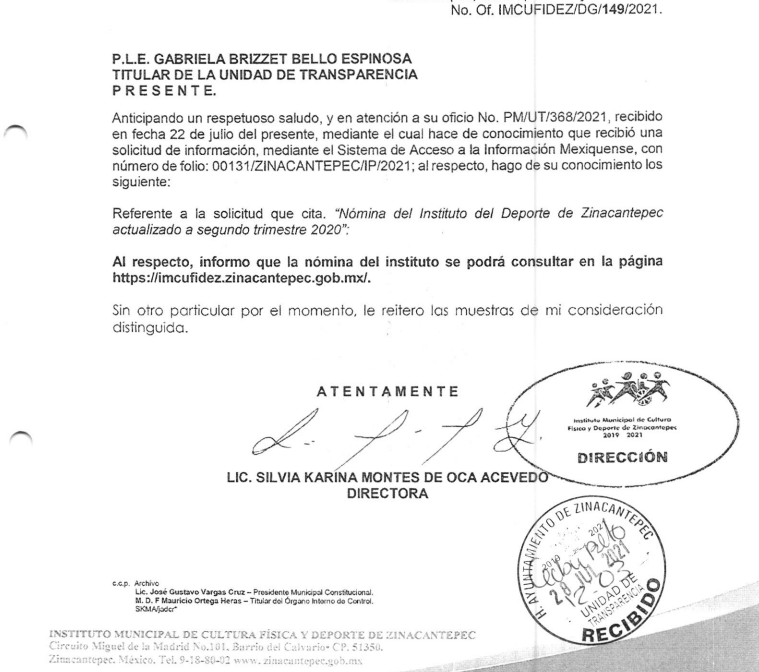 No. Of. IMCUFIDEZ/DG/149/2021.
P.L.E. GABRIELA BRIZZET BELLO ESPINOSA
TITULAR DE LA UNIDAD DE TRANSPARENCIA
P R E S E N T E.
Anticipando un respetuoso saludo, y en atención a su oficio No. PM/UT/368/2021, recibido
en fecha 22 de julio del presente, mediante el cual hace de conocimiento que recibió una
solicitud de información, mediante el Sistema de Acceso a la Información Mexiquense, con
número de folio: 00131/ZINACANTEPEC/IP/2021; al respecto, hago de su conocimiento los
siguiente:
Referente a la solicitud que cita. “Nómina del Instituto del Deporte de Zinacantepec
actualizado a segundo trimestre 2020”:
Al respecto, informo que la nómina del instituto se podrá consultar en la página
https://imcufidez.zinacantepec.gob.mx/.
Sin otro particular por el momento, le reitero las muestras de mi consideración
distinguida.
A T E N T A M E N T E
Instituto Municipal de Cultura
Física y Deporte de Zinacantepec
2019 2021
DIRECCIÓN
LIC. SILVIA KARINA MONTES DE OCA ACEVEDO
DIRECTORA
H. AYUNTAMIENTO DE ZINACANTEPEC
2021
12:03
UNIDAD DE
TRANSPARENCIA
RECIBIDO
c.c.p. Archivo
Lic. José Gustavo Vargas Cruz – Presidente Municipal Constitucional.
M. D. F Mauricio Ortega Heras – Titular del Órgano Interno de Control.
SKMA/jadcr*
INSTITUTO MUNICIPAL DE CULTURA FÍSICA Y DEPORTE DE ZINACANTEPEC
Circuito Miguel de la Madrid No.101, Barrio del Calvario- CP. 51350.
Zinacantepec, México. Tel. 9-18-80-02 www. zinacantepec.gob.mx